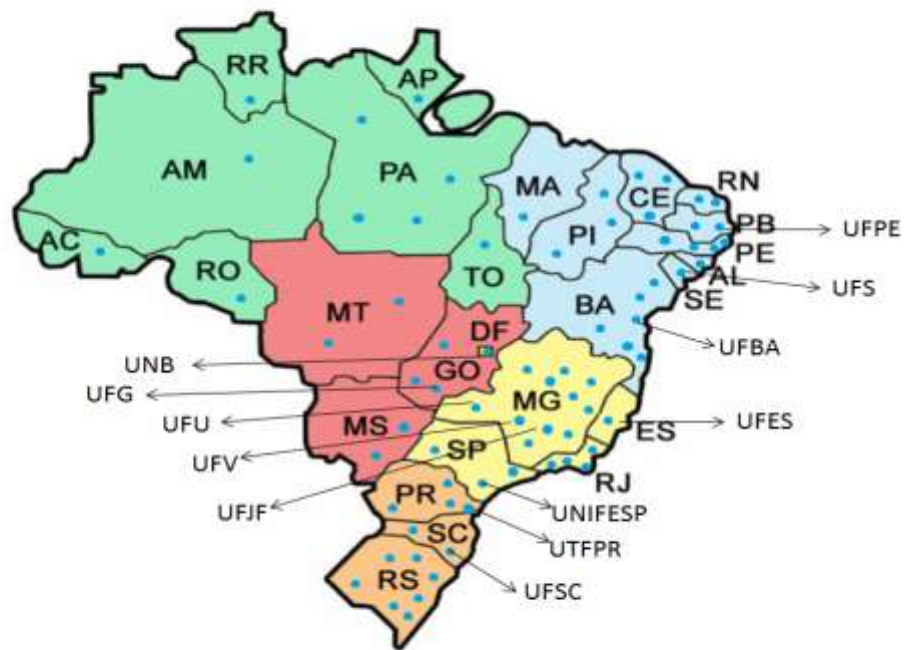 RR
AP
AM
PA
MA
CE
RN
PI
PB
UFPE
AC
PE
RO
TO
AL
UFS
SE
MT
BA
DF
UFBA
UNB
GO
UFG
MG
UFU
MS
ES
UFES
SP
UFV
RJ
PR
UFJF
UNIFESP
SC
UTFPR
RS
UFSC